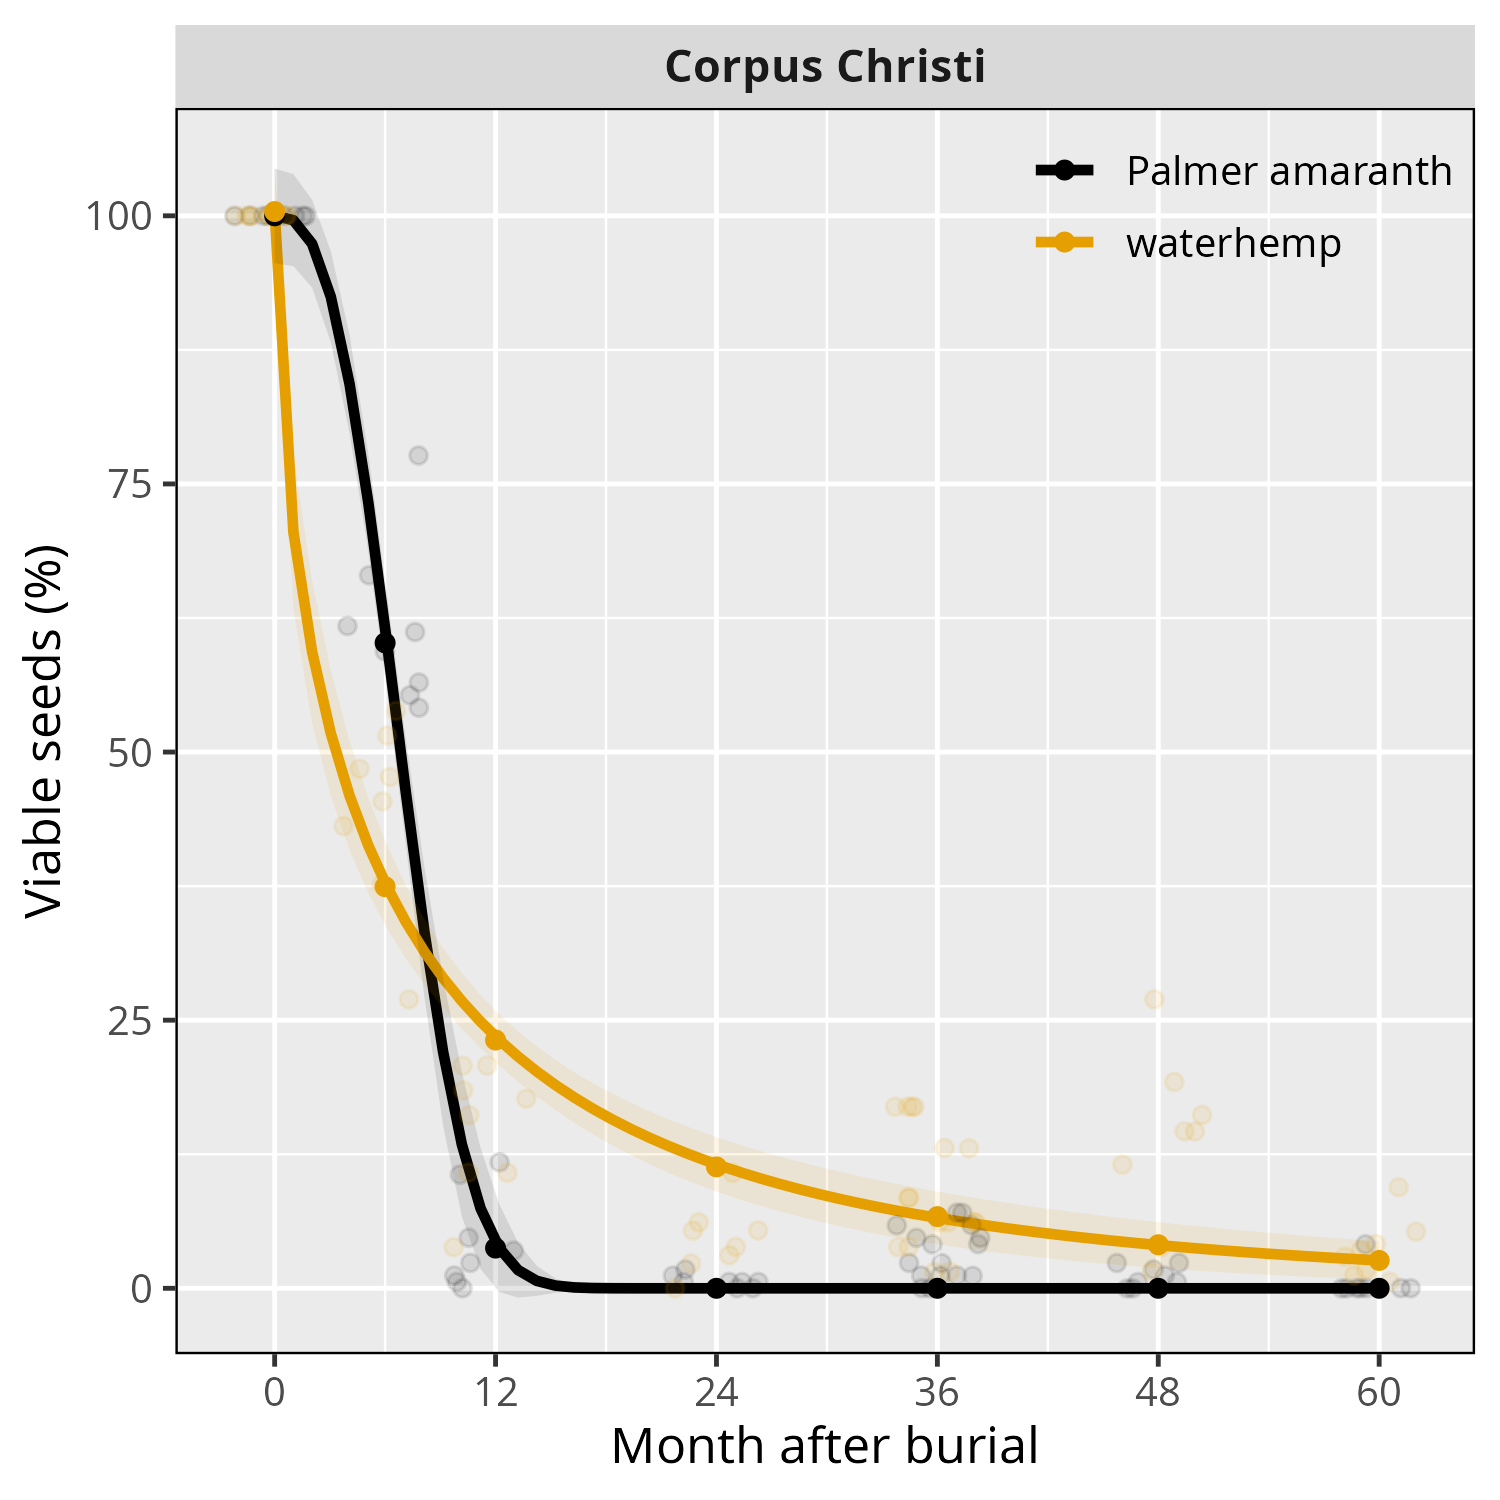 Corpus Christi
Palmer amaranth
waterhemp
Viable seeds (%)
100
75
50
25
0
0 12 24 36 48 60
Month after burial